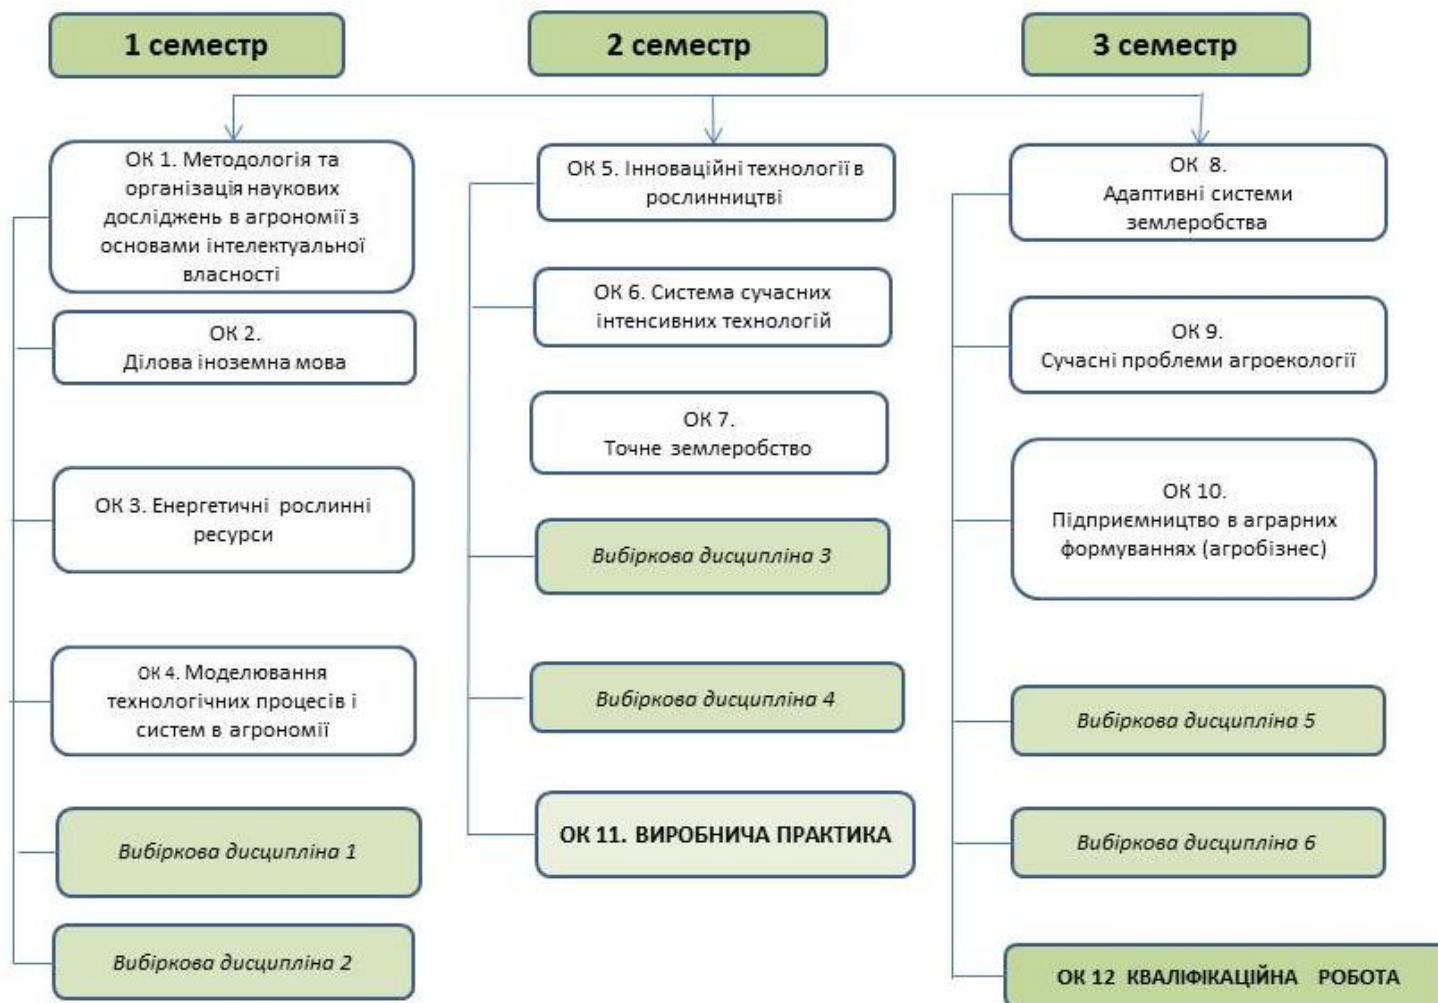 1 семестр
2 семестр
3 семестр
ОК 1. Методологія та
організація наукових
досліджень в агрономії з
основами інтелектуальної
власності
ОК 2.
Ділова іноземна мова
ОК 3. Енергетичні рослинні
ресурси
ОК 4. Моделювання
технологічних процесів і
систем в агрономії
Вибіркова дисципліна 1
Вибіркова дисципліна 2
ОК 5. Інноваційні технології в
рослинництві
ОК 6. Система сучасних
інтенсивних технологій
ОК 7.
Точне землеробство
Вибіркова дисципліна 3
Вибіркова дисципліна 4
ОК 11. ВИРОБНИЧА ПРАКТИКА
ОК 8.
Адаптивні системи
землеробства
ОК 9.
Сучасні проблеми агроекології
ОК 10.
Підприємництво в аграрних
формуваннях (агробізнес)
Вибіркова дисципліна 5
Вибіркова дисципліна 6
ОК 12 КВАЛІФІКАЦІЙНА РОБОТА